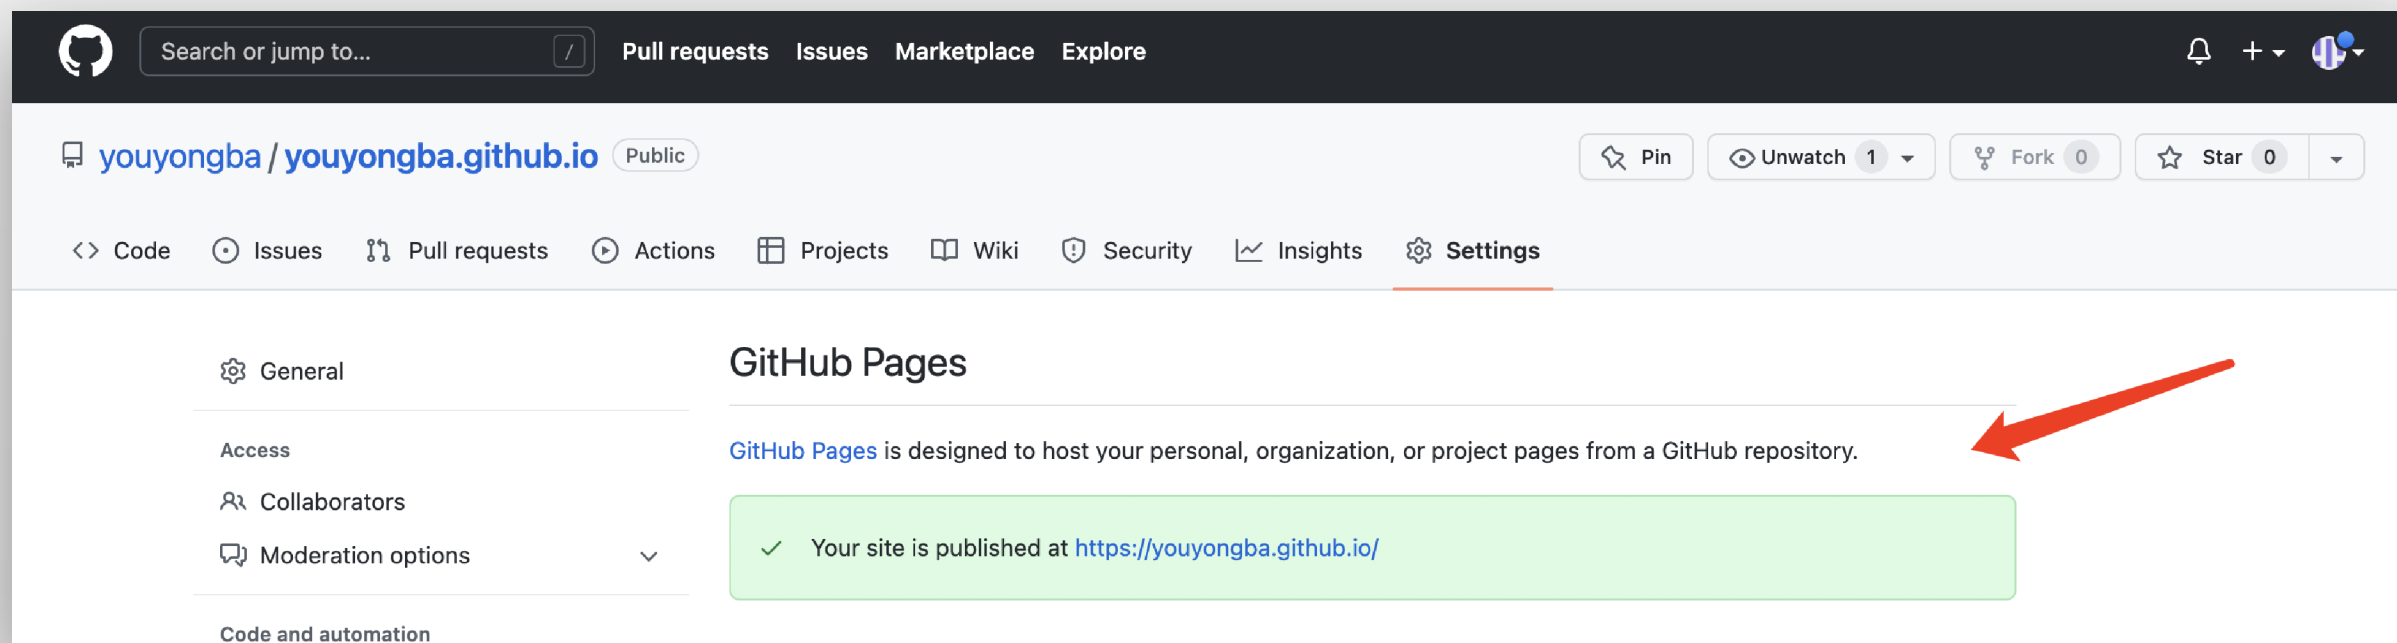 Search or jump to... / Pull requests Issues Marketplace Explore
youyongba / youyongba.github.io Public Pin Unwatch 1 Fork 0 Star 0
Code Issues Pull requests Actions Projects Wiki Security Insights Settings
General
Access
Collaborators
Moderation options
Code and automation
GitHub Pages
GitHub Pages is designed to host your personal, organization, or project pages from a GitHub repository.
Your site is published at https://youyongba.github.io/